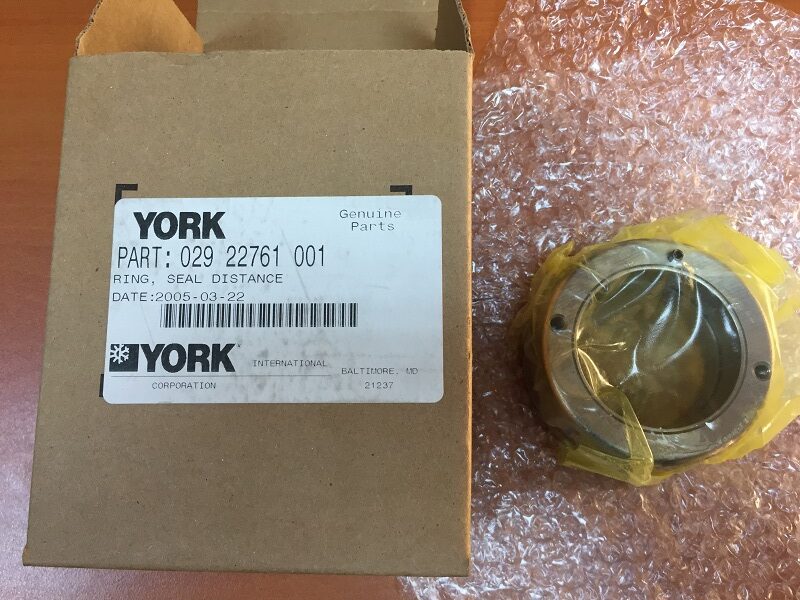 YORK
Genuine
Parts
PART: 029 22761 001
RING, SEAL DISTANCE
DATE:2005-03-22
YORK INTERNATIONAL
BALTIMORE, MD
CORPORATION 21237